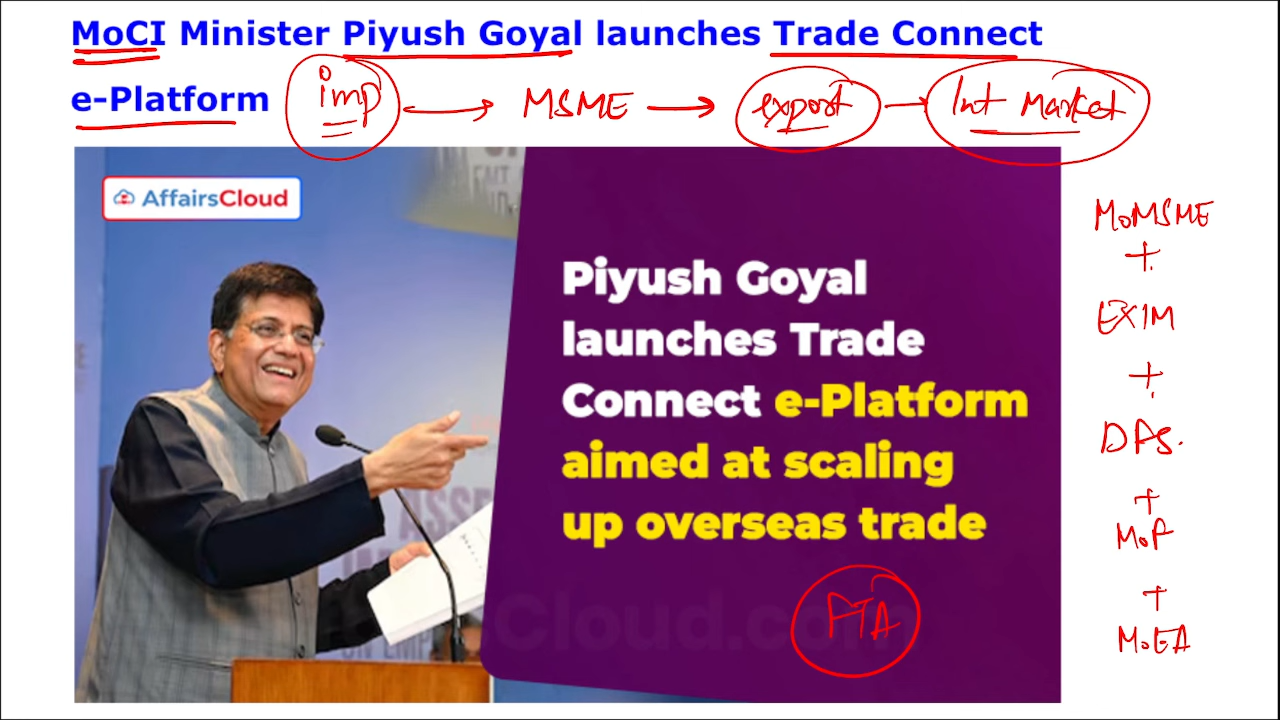 MoCI Minister Piyush Goyal launches Trade Connect
e-Platform imp → MSME → export → Int Market
AffairsCloud
Piyush Goyal
launches Trade
Connect e-Platform
aimed at scaling
up overseas trade
FTA
MoMSME
+
EXIM
+
DFS.
+
MoF
+
MoEA